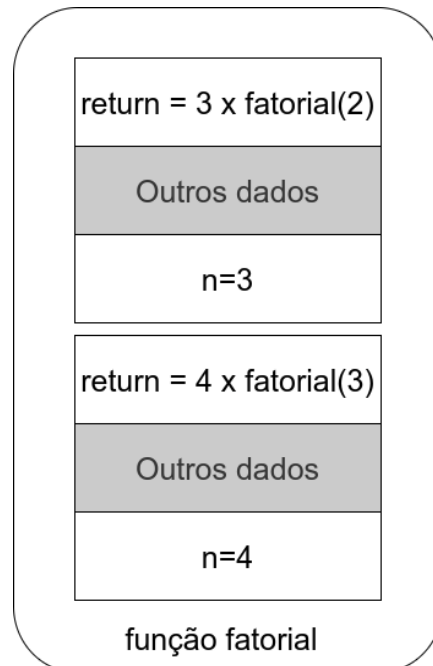 return = 3 x fatorial(2)
Outros dados
n=3
return = 4 x fatorial(3)
Outros dados
n=4
função fatorial